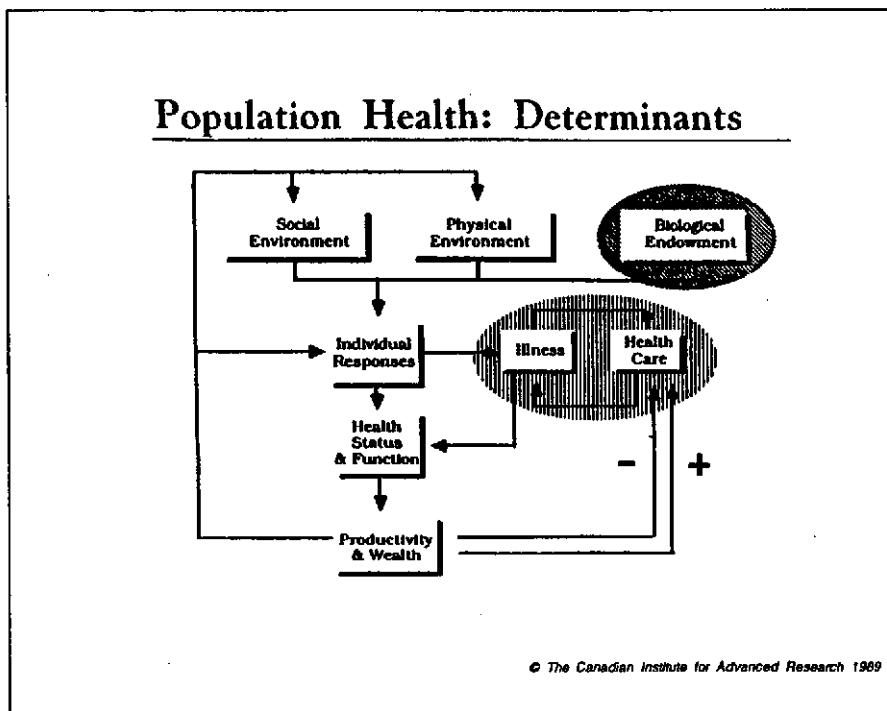 Population Health: Determinants
Social
Environment
Physical
Environment
Biological
Endowment
Individual
Responses
Illness
Health
Care
Health
Status
& Function
- +
Productivity
& Wealth
© The Canadian Institute for Advanced Research 1989